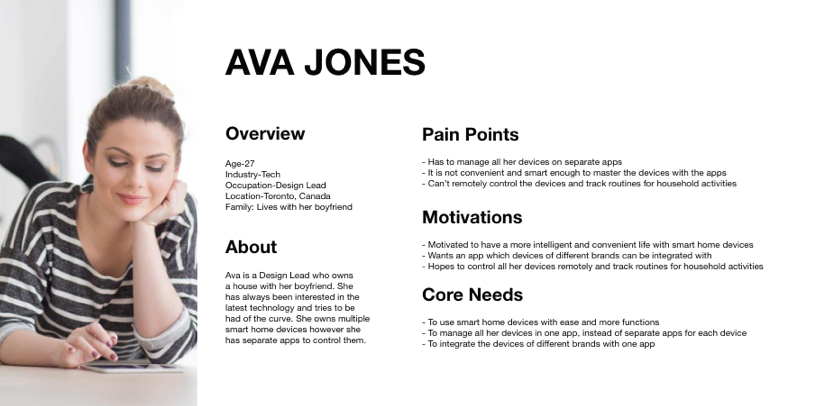 AVA JONES
Overview
Age-27
Industry-Tech
Occupation-Design Lead
Location-Toronto, Canada
Family: Lives with her boyfriend
About
Ava is a Design Lead who owns
a house with her boyfriend. She
has always been interested in the
latest technology and tries to be
had of the curve. She owns multiple
smart home devices however she
has separate apps to control them.
Pain Points
- Has to manage all her devices on separate apps
- It is not convenient and smart enough to master the devices with the apps
- Can't remotely control the devices and track routines for household activities
Motivations
- Motivated to have a more intelligent and convenient life with smart home devices
- Wants an app which devices of different brands can be integrated with
- Hopes to control all her devices remotely and track routines for household activities
Core Needs
- To use smart home devices with ease and more functions
- To manage all her devices in one app, instead of separate apps for each device
- To integrate the devices of different brands with one app